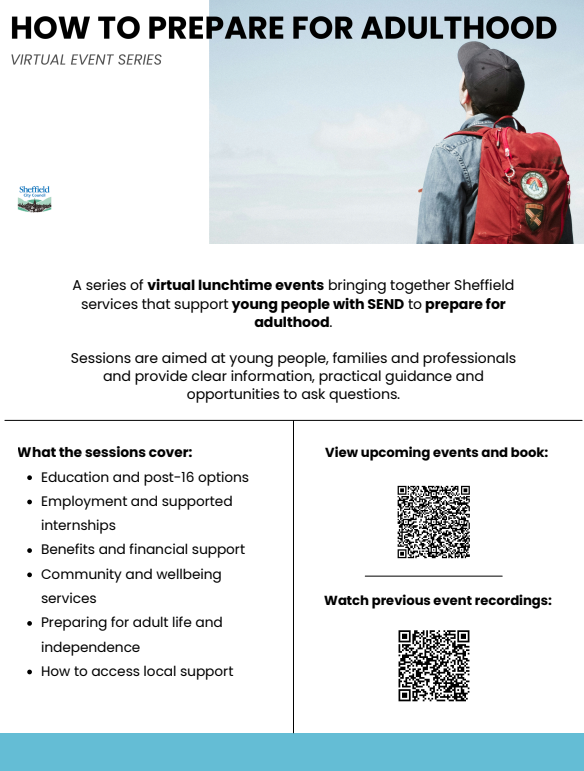 HOW TO PREPARE FOR ADULTHOOD
VIRTUAL EVENT SERIES
Sheffield
City Council
A series of virtual lunchtime events bringing together Sheffield
services that support young people with SEND to prepare for
adulthood.
Sessions are aimed at young people, families and professionals
and provide clear information, practical guidance and
opportunities to ask questions.
What the sessions cover:
• Education and post-16 options
• Employment and supported
internships
• Benefits and financial support
• Community and wellbeing
services
• Preparing for adult life and
independence
• How to access local support
View upcoming events and book:
Watch previous event recordings: